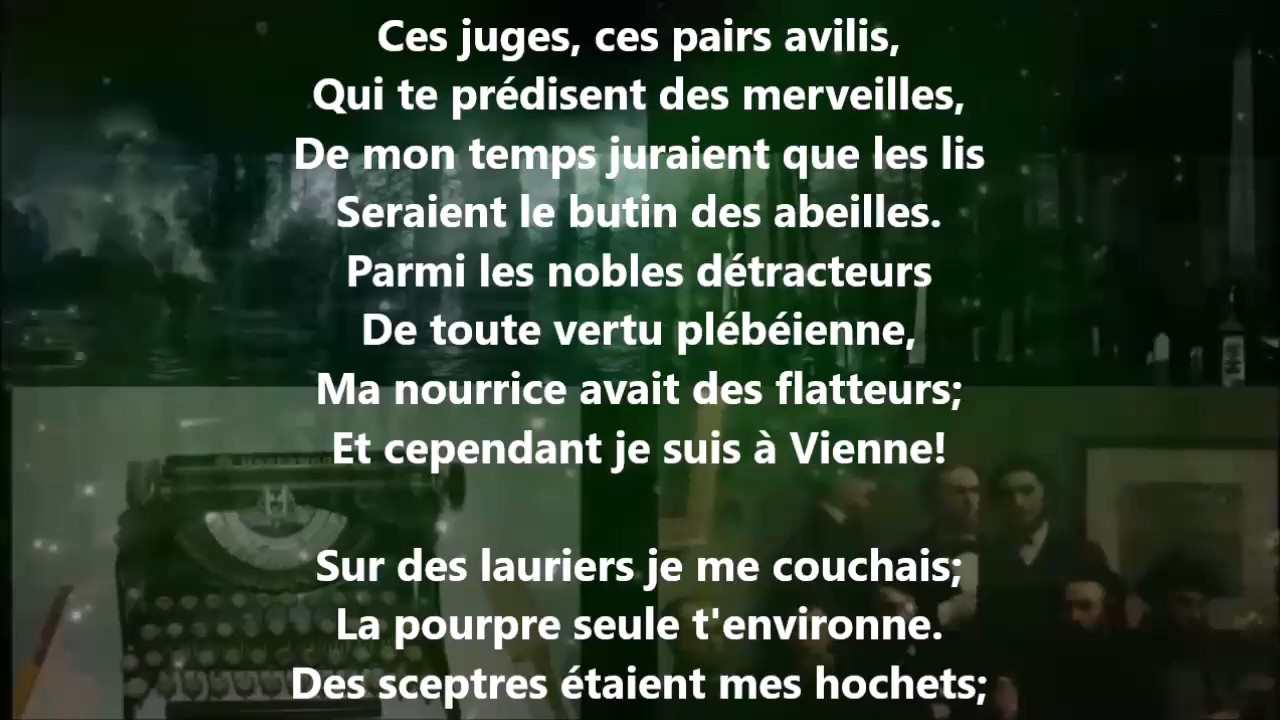 Ces juges, ces pairs avilis,
Qui te prédisent des merveilles,
De mon temps juraient que les lis
Seraient le butin des abeilles.
Parmi les nobles détracteurs
De toute vertu plébéienne,
Ma nourrice avait des flatteurs;
Et cependant je suis à Vienne!

Sur des lauriers je me couchais;
La pourpre seule t'environne.
Des sceptres étaient mes hochets;